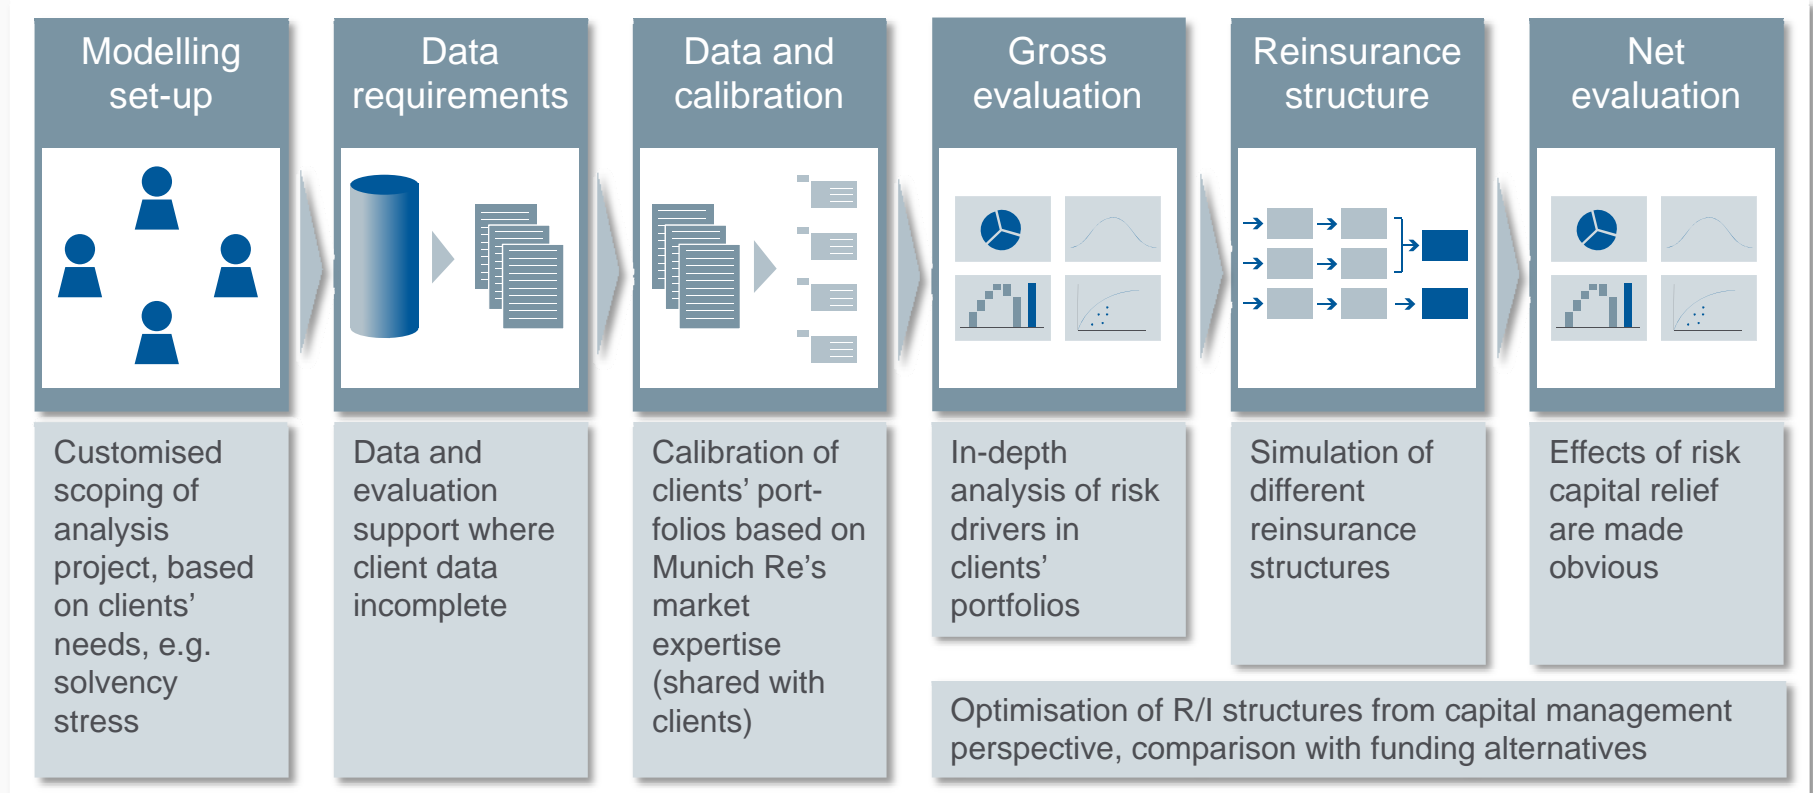 Modelling
set-up
Data
requirements
Data and
calibration
Gross
evaluation
Reinsurance
structure
Net
evaluation
Customised
scoping of
analysis
project, based
on clients’
needs, e.g.
solvency
stress
Data and
evaluation
support where
client data
incomplete
Calibration of
clients’ port-
folios based on
Munich Re’s
market
expertise
(shared with
clients)
In-depth
analysis of risk
drivers in
clients’
portfolios
Simulation of
different
reinsurance
structures
Effects of risk
capital relief
are made
obvious
Optimisation of R/I structures from capital management
perspective, comparison with funding alternatives